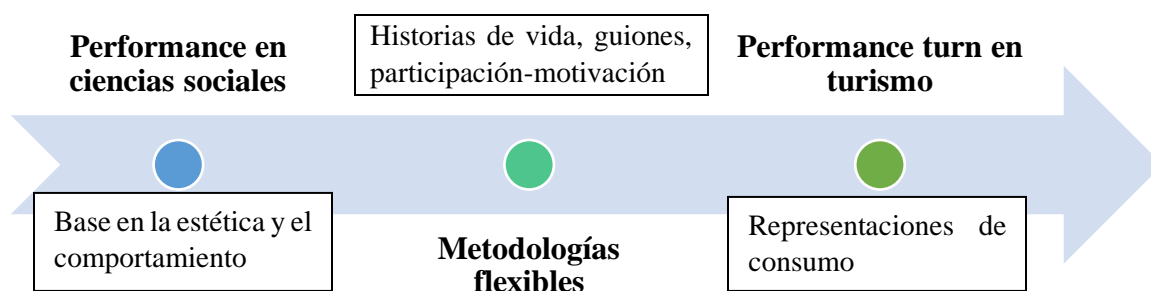 Performance en
ciencias sociales
Base en la estética y el
comportamiento
Historias de vida, guiones,
participación-motivación
Metodologías
flexibles
Performance turn en
turismo
Representaciones de
consumo